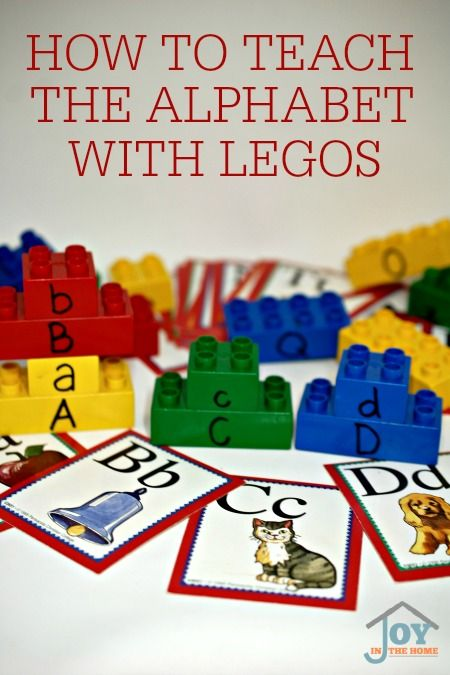 HOW TO TEACH
THE ALPHABET
WITH LEGOS
b
B
a
A
c
C
Q
d
D
Bb
Cc
Dd
JOY
IN THE HOME